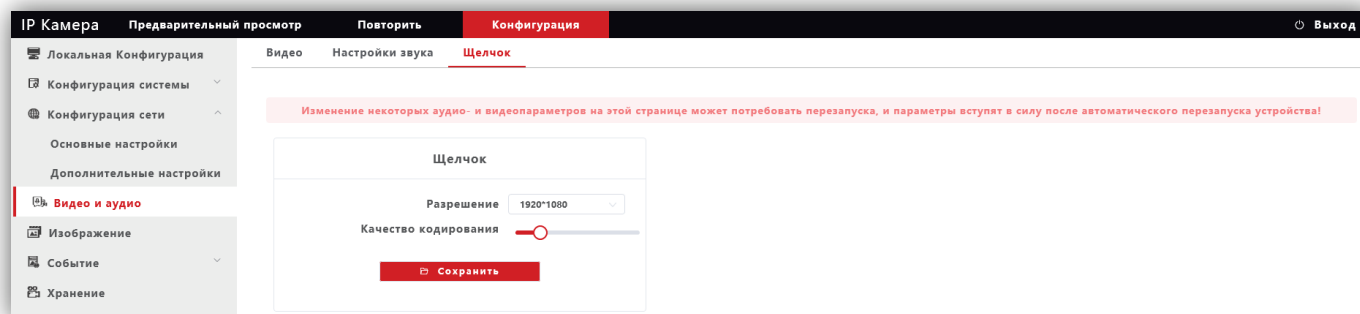 IP Камера Предварительный просмотр Повторить Конфигурация Выход
Локальная Конфигурация
Конфигурация системы
Конфигурация сети
Основные настройки
Дополнительные настройки
Видео и аудио
Изображение
Событие
Хранение
Видео Настройки звука Щелчок
Изменение некоторых аудио- и видеопараметров на этой странице может потребовать перезапуска, и параметры вступят в силу после автоматического перезапуска устройства!
Щелчок
Разрешение 1920*1080
Качество кодирования
Сохранить